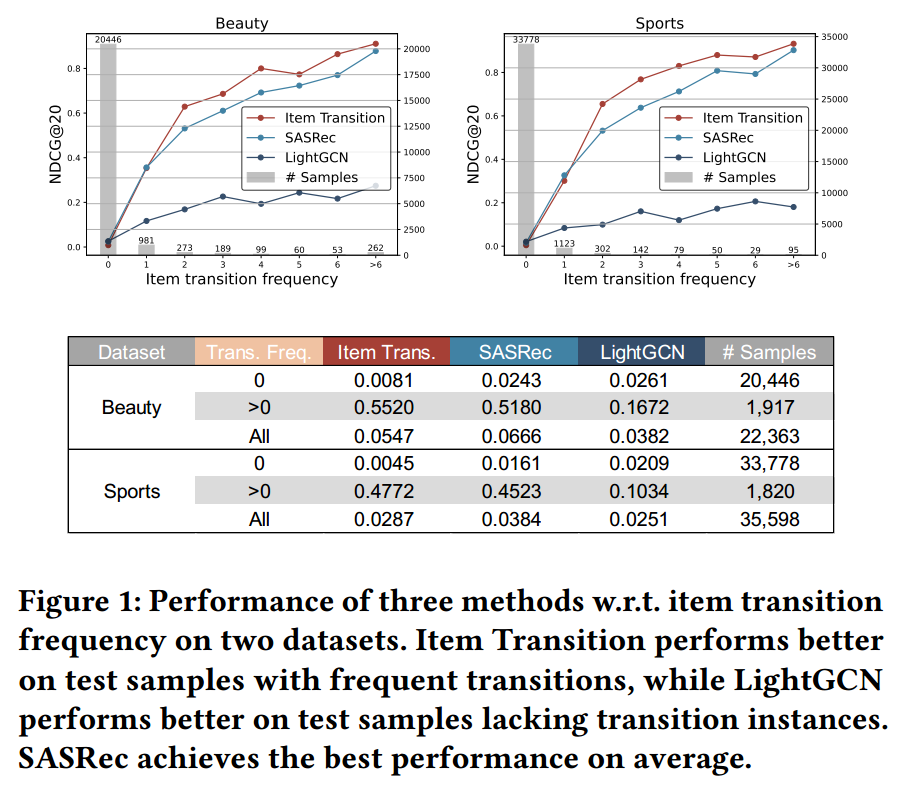 Beauty
20446
0.8
0.6
0.4
0.2
0.0
NDCG@20
20000
17500
15000
12500
10000
7500
5000
2500
0
Item Transition
SASRec
LightGCN
# Samples
981
273
189
99
60
53
262
0 1 2 3 4 5 6 >6
Item transition frequency
Sports
33778
0.8
0.6
0.4
0.2
0.0
NDCG@20
35000
30000
25000
20000
15000
10000
5000
0
Item Transition
SASRec
LightGCN
# Samples
1123
302
142
79
50
29
95
0 1 2 3 4 5 6 >6
Item transition frequency
Dataset Trans. Freq. Item Trans. SASRec LightGCN # Samples
0 0.0081 0.0243 0.0261 20,446
Beauty >0 0.5520 0.5180 0.1672 1,917
All 0.0547 0.0666 0.0382 22,363
0 0.0045 0.0161 0.0209 33,778
Sports >0 0.4772 0.4523 0.1034 1,820
All 0.0287 0.0384 0.0251 35,598
Figure 1: Performance of three methods w.r.t. item transition
frequency on two datasets. Item Transition performs better
on test samples with frequent transitions, while LightGCN
performs better on test samples lacking transition instances.
SASRec achieves the best performance on average.